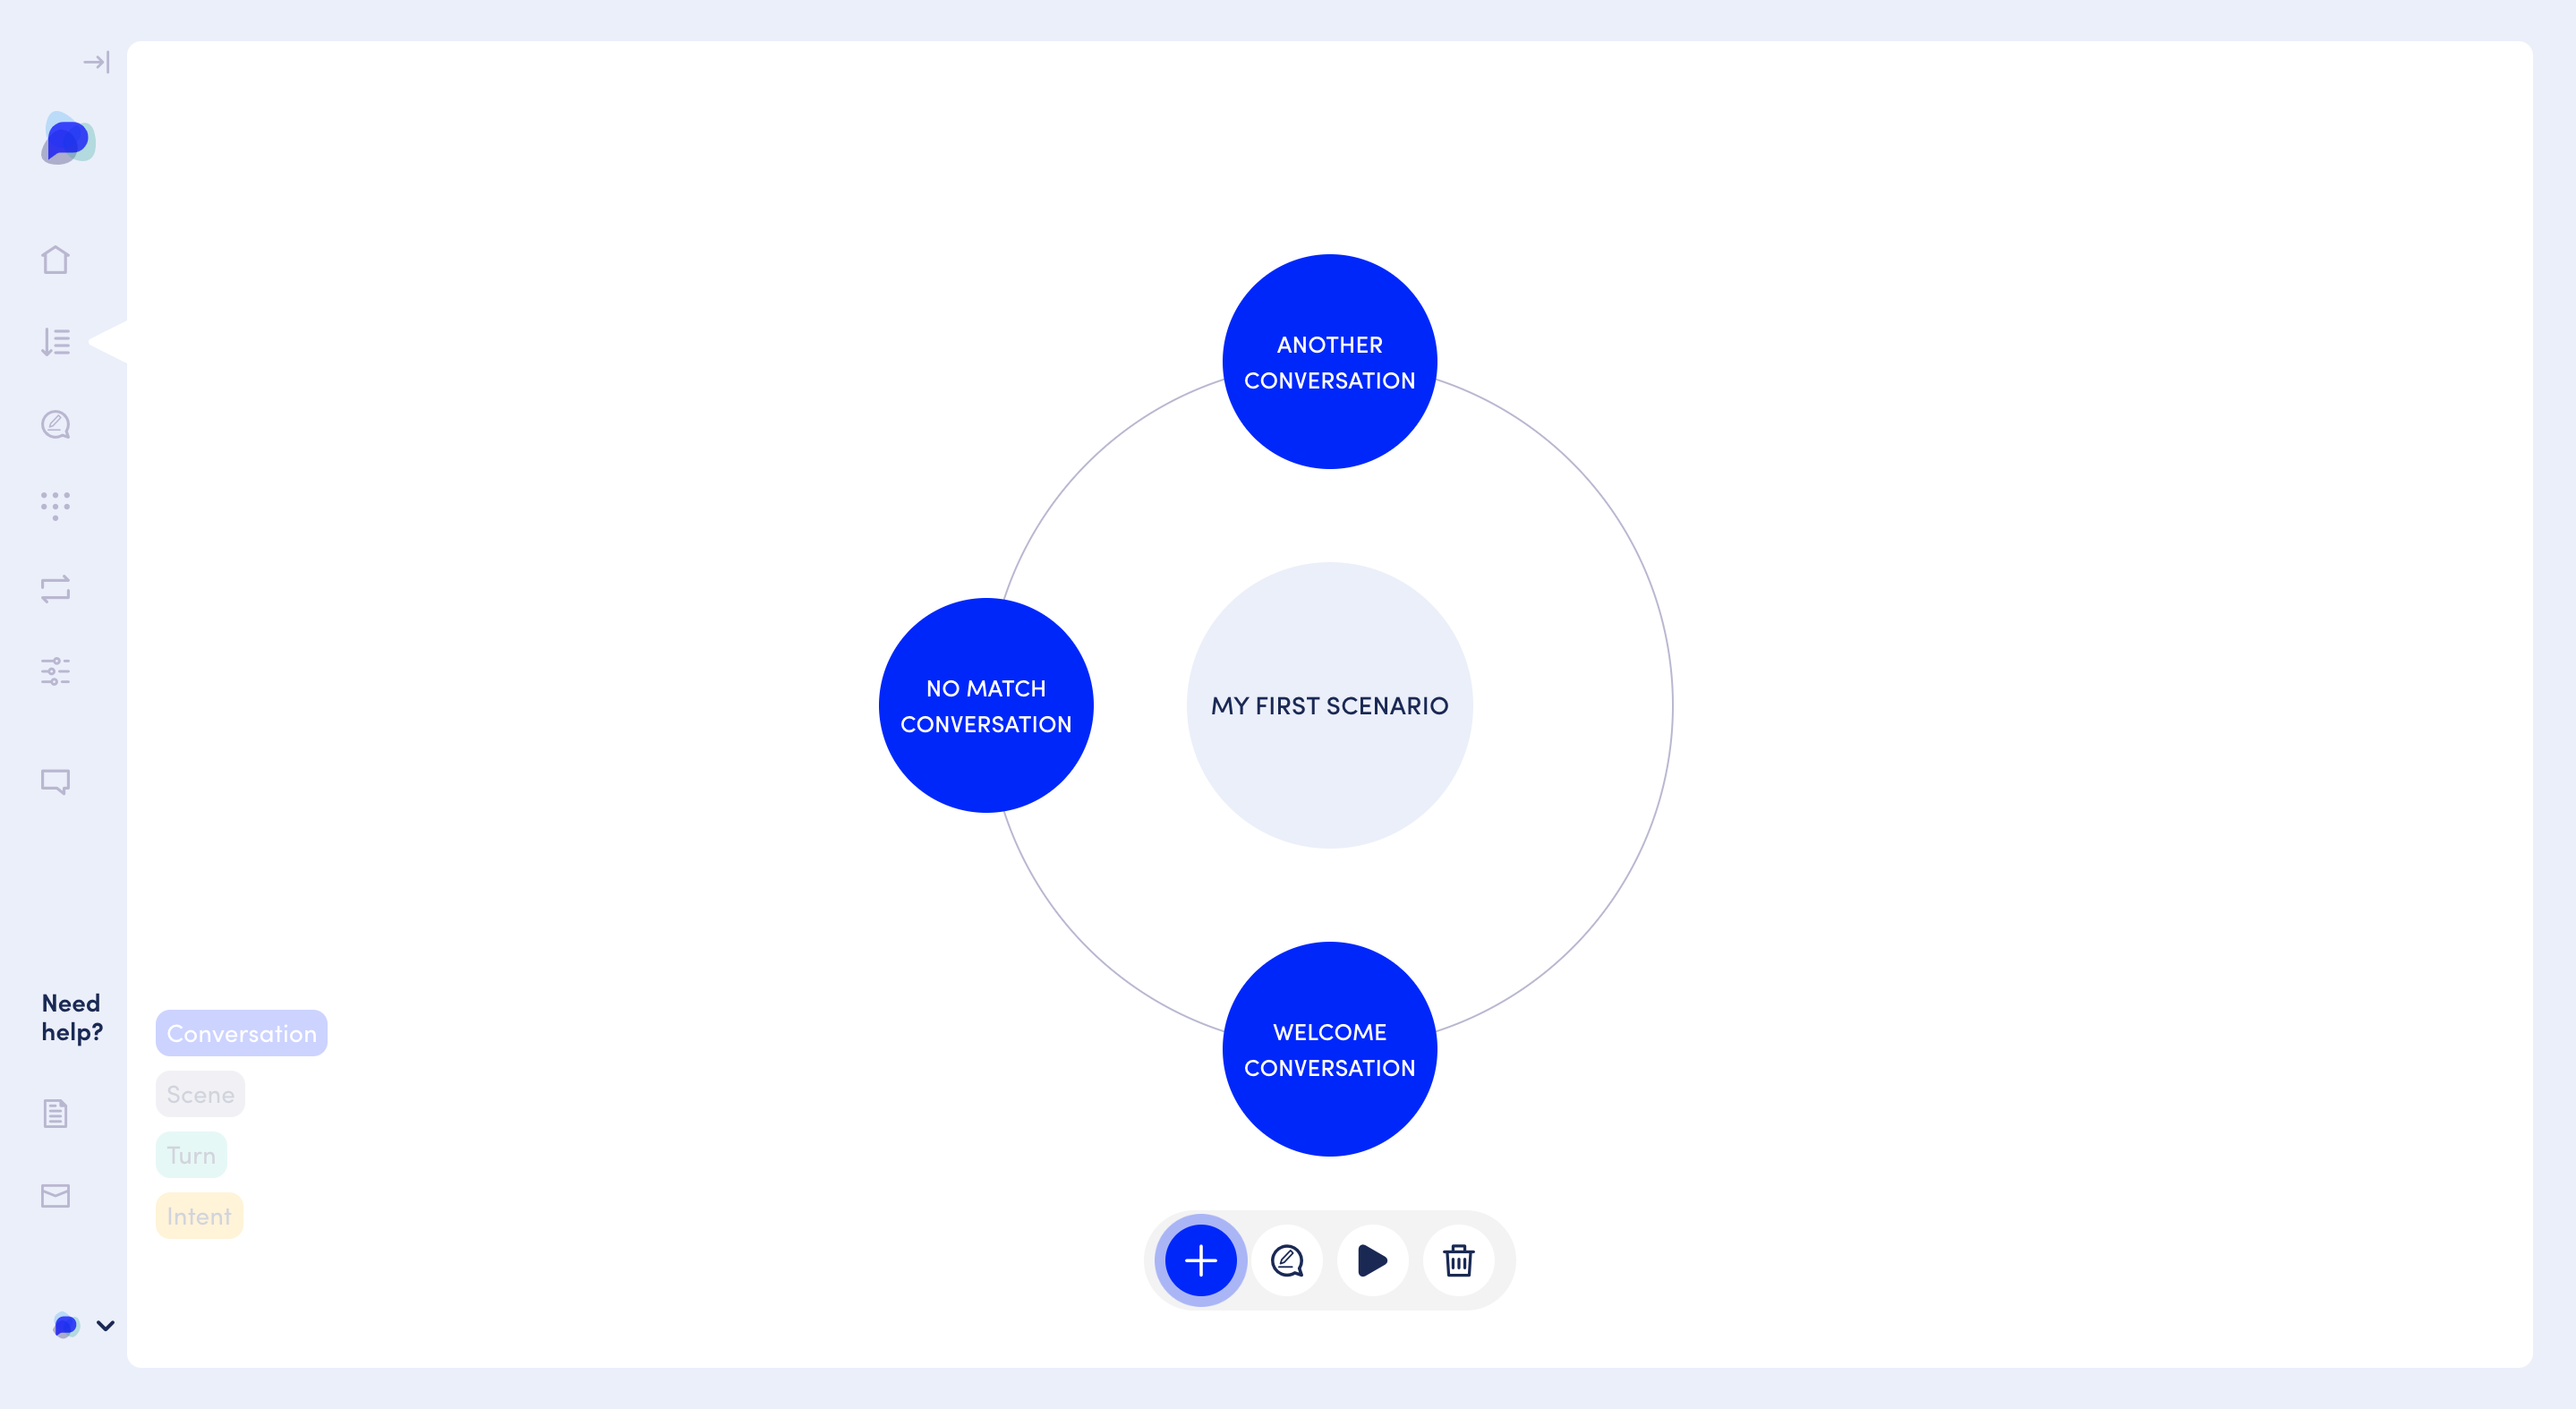 ANOTHER
CONVERSATION
NO MATCH
CONVERSATION
MY FIRST SCENARIO
WELCOME
CONVERSATION
Need
help?
Conversation
Scene
Turn
Intent